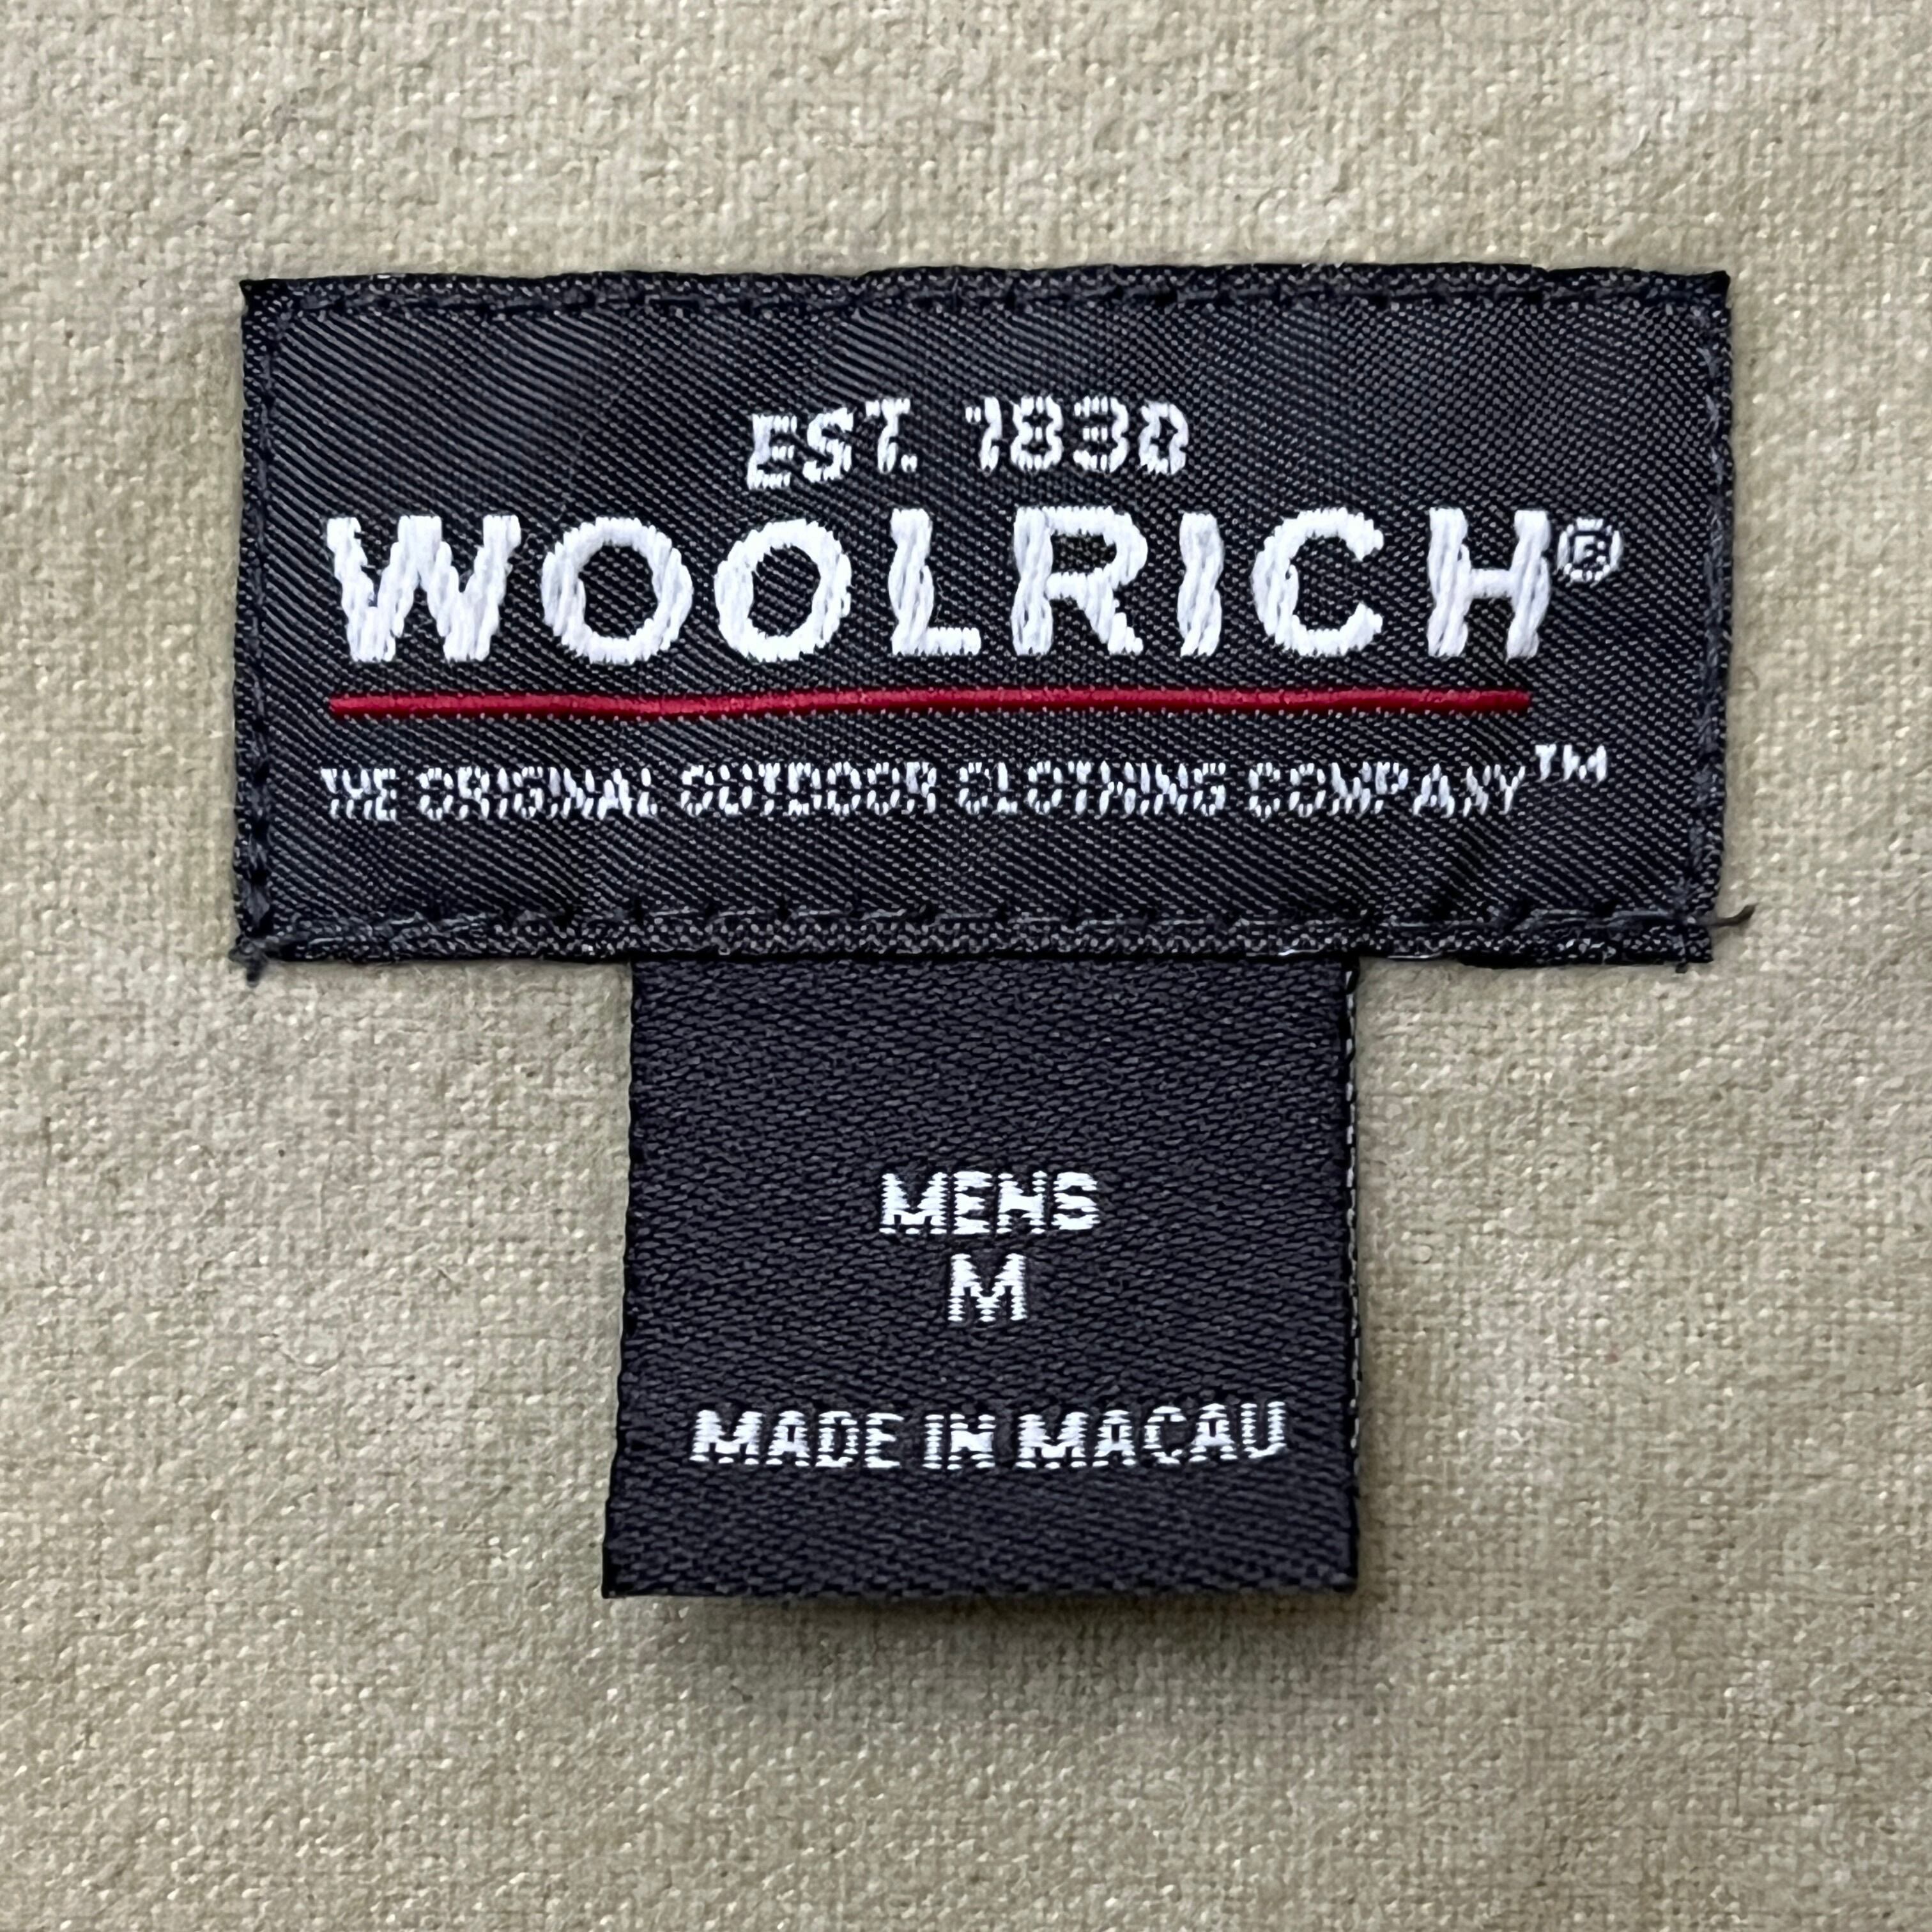 EST. 1830
WOOLRICH®
THE ORIGINAL OUTDOOR CLOTHING COMPANY™
MENS
M
MADE IN MACAU